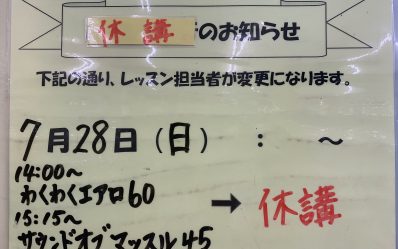 休講のお知らせ
下記の通り、レッスン担当者が変更になります。
7月28日(日) : ～
14:00～
わくわくエアロ60
→ 休講
15:15～
サウンドオブマッスル45